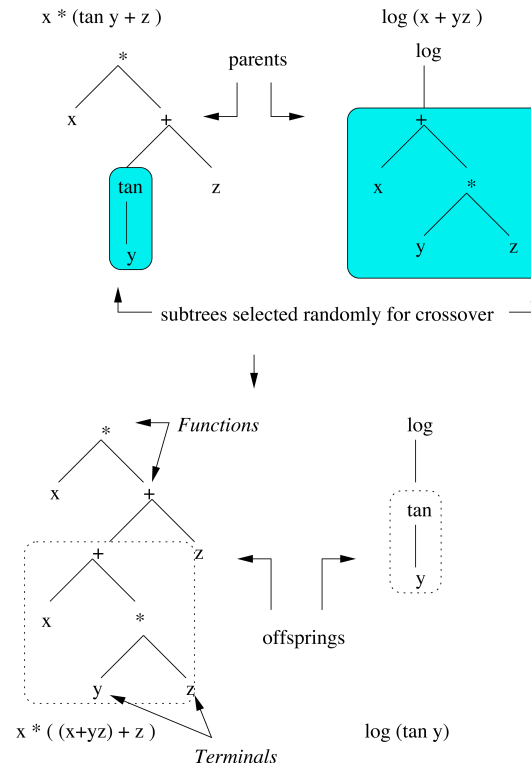 x * (tan y + z )
log (x + yz )
*
parents
log
x
+
+
tan
z
x
*
y
y
z
subtrees selected randomly for crossover
*
Functions
log
x
+
tan
+
z
y
x
*
offsprings
y
z
x * ( (x+yz) + z )
log (tan y)
Terminals